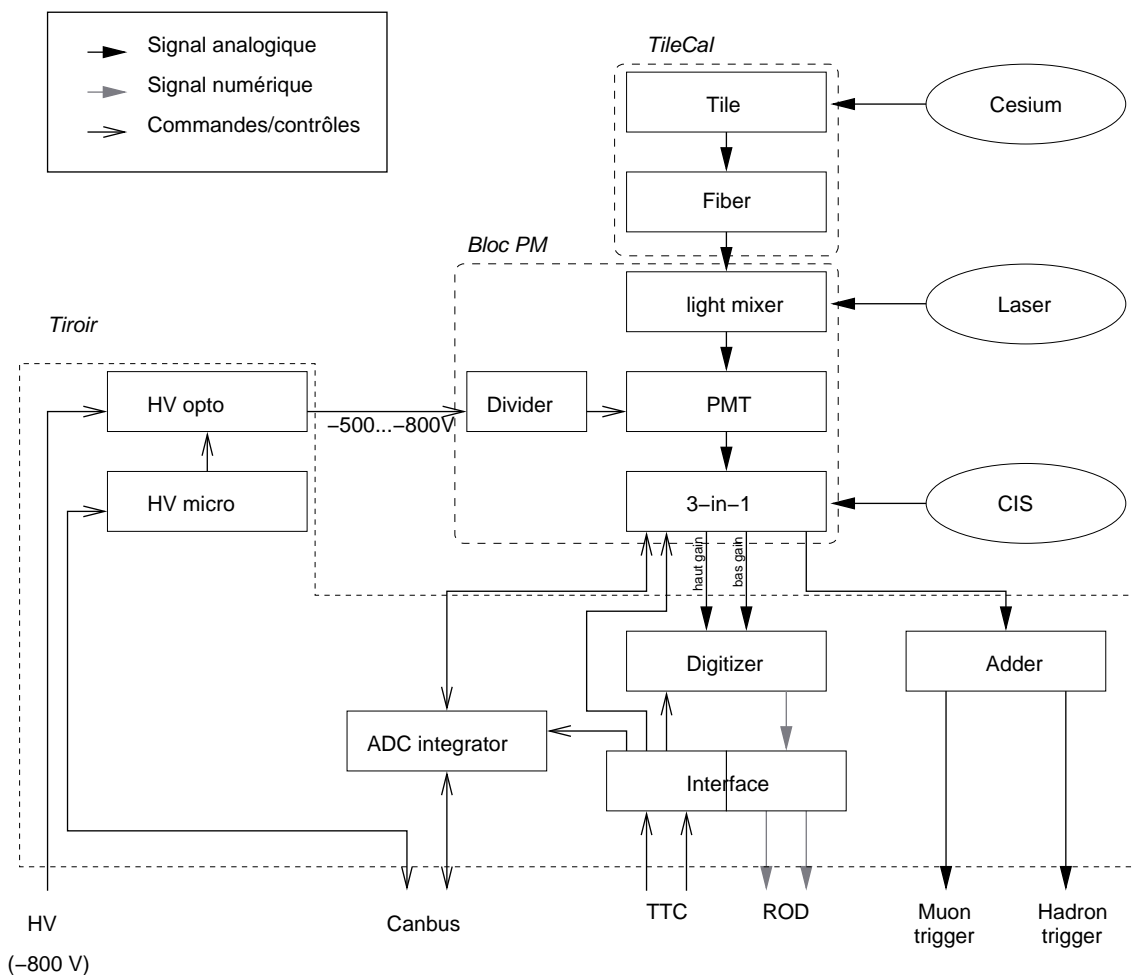 Signal analogique
Signal numérique
Commandes/contrôles
TileCal
Tile
Cesium
Fiber
Bloc PM
light mixer
Laser
Tiroir
HV opto
−500...−800V
Divider
PMT
HV micro
3−in−1
CIS
haut gain
bas gain
Digitizer
Adder
ADC integrator
Interface
HV
(−800 V)
Canbus
TTC
ROD
Muon
trigger
Hadron
trigger